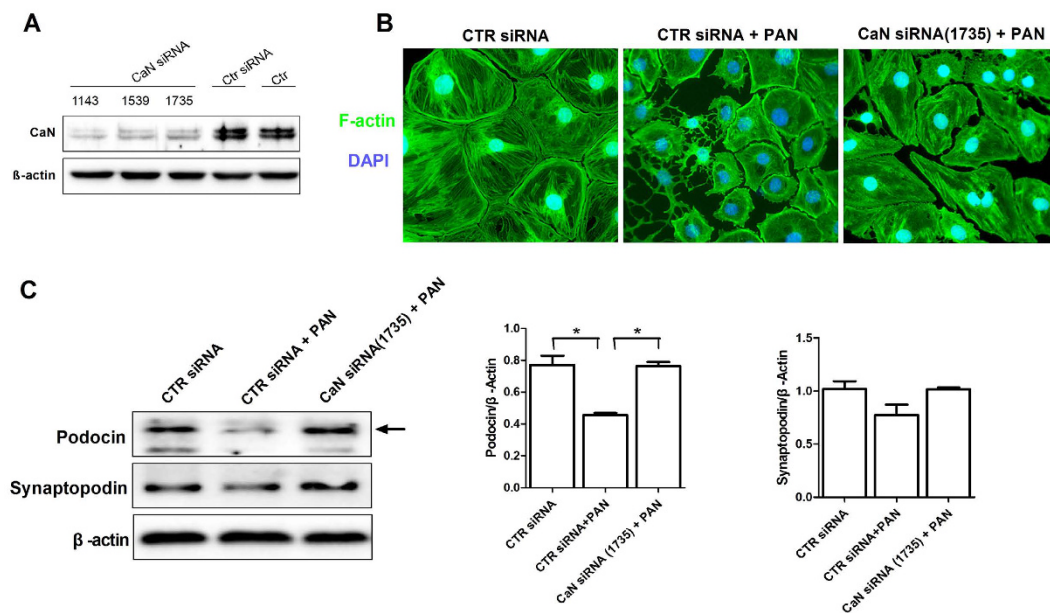 A
CaN siRNA
Ctr siRNA
Ctr
1143 1539 1735
CaN
ß-actin
B
CTR siRNA
CTR siRNA + PAN
CaN siRNA(1735) + PAN
F-actin
DAPI
C
CTR siRNA
CTR siRNA + PAN
CaN siRNA(1735) + PAN
Podocin
Synaptopodin
β -actin
Podocin/β -Actin
1.0
0.8
0.6
0.4
0.2
0.0
* *
CTR siRNA
CTR siRNA+PAN
CaN siRNA (1735) + PAN
Synaptopodin/β -Actin
1.5
1.0
0.5
0.0
CTR siRNA
CTR siRNA+PAN
CaN siRNA (1735) + PAN